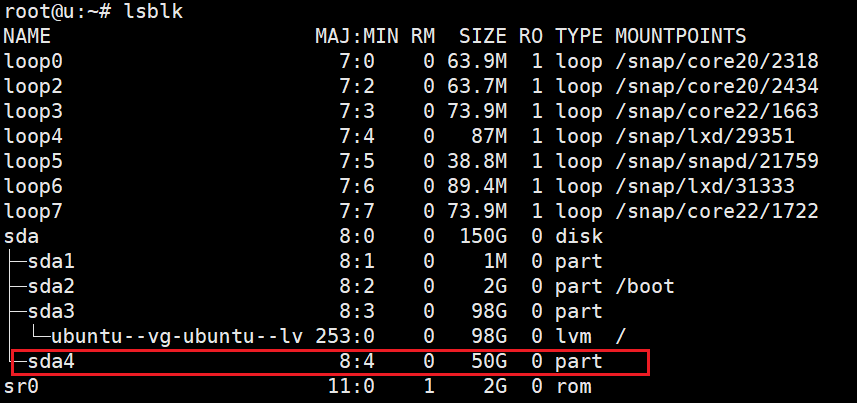 root@u:~# lsblk
NAME                      MAJ:MIN RM  SIZE RO TYPE MOUNTPOINTS
loop0                       7:0    0 63.9M  1 loop /snap/core20/2318
loop2                       7:2    0 63.7M  1 loop /snap/core20/2434
loop3                       7:3    0 73.9M  1 loop /snap/core22/1663
loop4                       7:4    0   87M  1 loop /snap/lxd/29351
loop5                       7:5    0 38.8M  1 loop /snap/snapd/21759
loop6                       7:6    0 89.4M  1 loop /snap/lxd/31333
loop7                       7:7    0 73.9M  1 loop /snap/core22/1722
sda                         8:0    0  150G  0 disk
├─sda1                      8:1    0    1M  0 part
├─sda2                      8:2    0    2G  0 part /boot
├─sda3                      8:3    0   98G  0 part
│ └─ubuntu--vg-ubuntu--lv 253:0    0   98G  0 lvm  /
└─sda4                      8:4    0   50G  0 part
sr0                        11:0    1    2G  0 rom